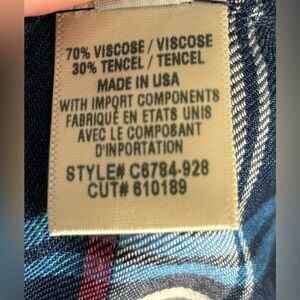 70% VISCOSE / VISCOSE
30% TENCEL / TENCEL
MADE IN USA
WITH IMPORT COMPONENTS
FABRIQUÉ EN ETATS UNIS
AVEC LE COMPOSANT
D'INPORTATION
STYLE# C6784-928
CUT# 610189